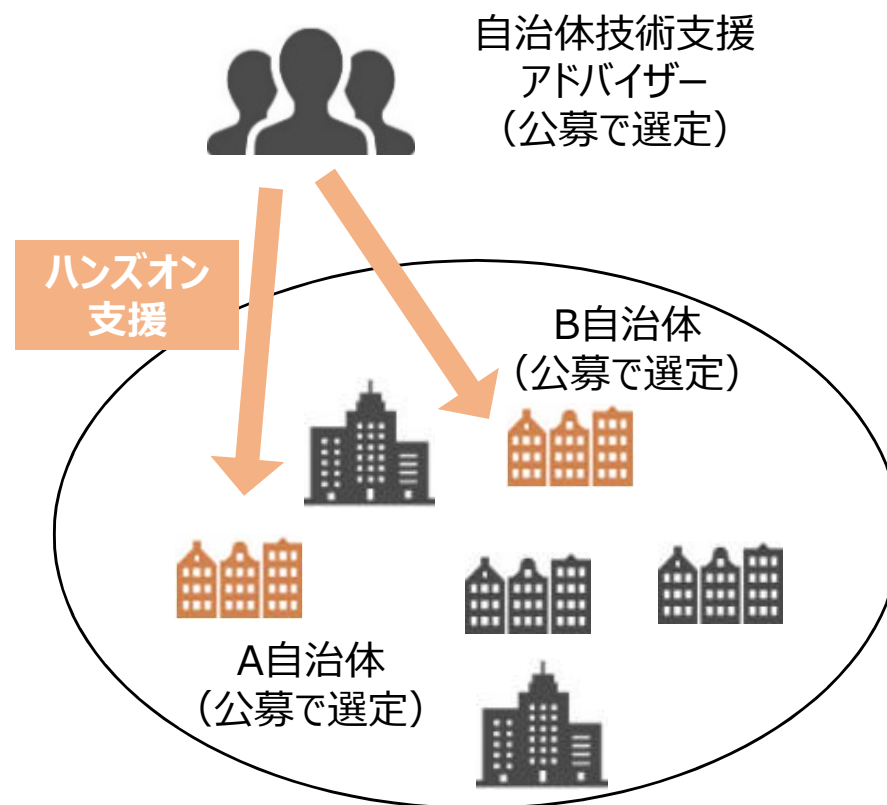 自治体技術支援
アドバイザー
（公募で選定）
ハンズオン
支援
B自治体
（公募で選定）
A自治体
（公募で選定）